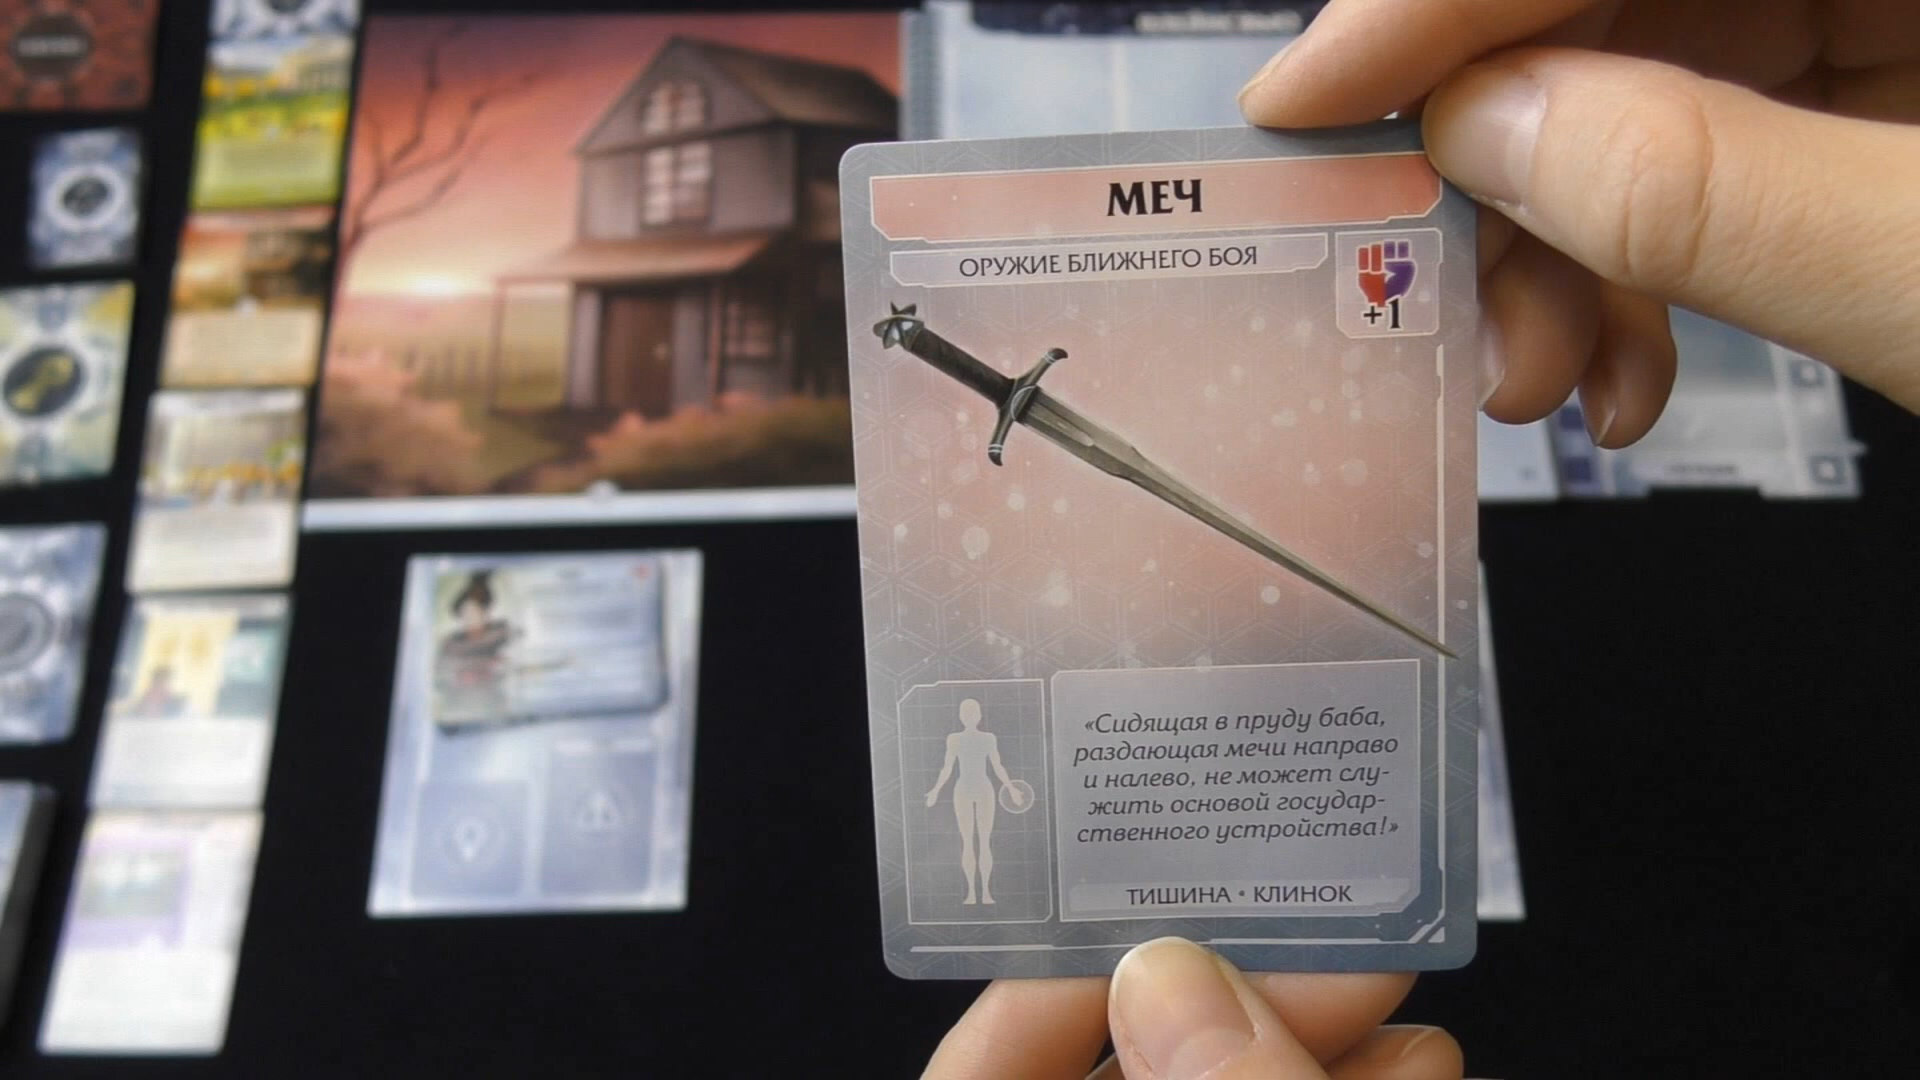 МЕЧ
ОРУЖИЕ БЛИЖНЕГО БОЯ
+1
«Сидящая в пруду баба,
раздающая мечи направо
и налево, не может слу-
жить основой государ-
ственного устройства!»
ТИШИНА • КЛИНОК